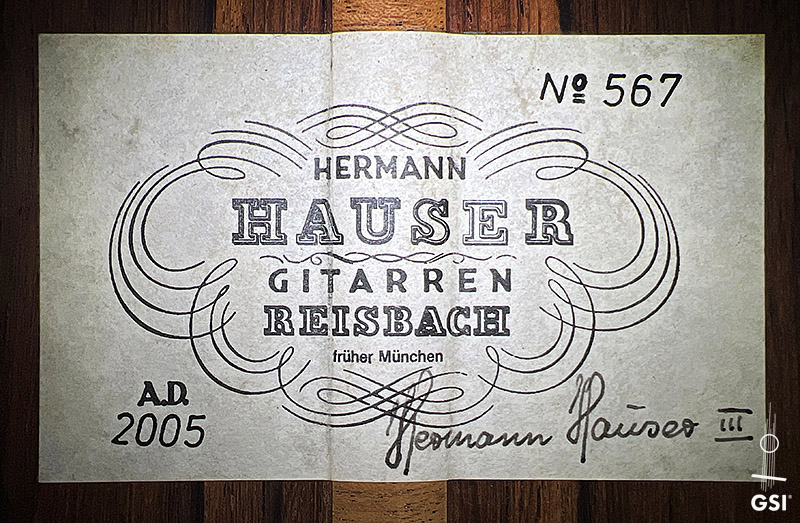 Nº 567
HERMANN
HAUSER
GITARREN
REISBACH
früher München
A.D.
2005
Hermann Hauser III
GSI